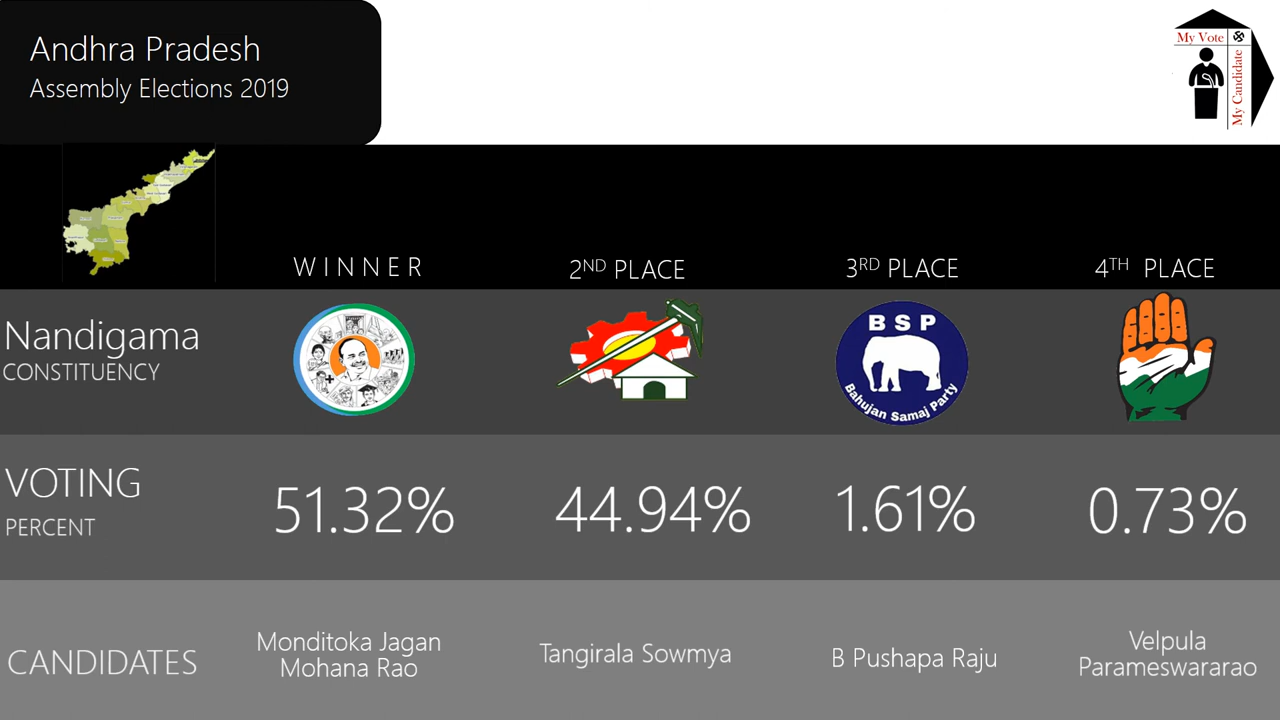 Andhra Pradesh
Assembly Elections 2019
My Vote
My Candidate
WINNER
2ND PLACE
3RD PLACE
4TH PLACE
Nandigama
CONSTITUENCY
BSP
Bahujan Samaj Party
VOTING
PERCENT
51.32%
44.94%
1.61%
0.73%
CANDIDATES
Monditoka Jagan
Mohana Rao
Tangirala Sowmya
B Pushapa Raju
Velpula
Parameswararao